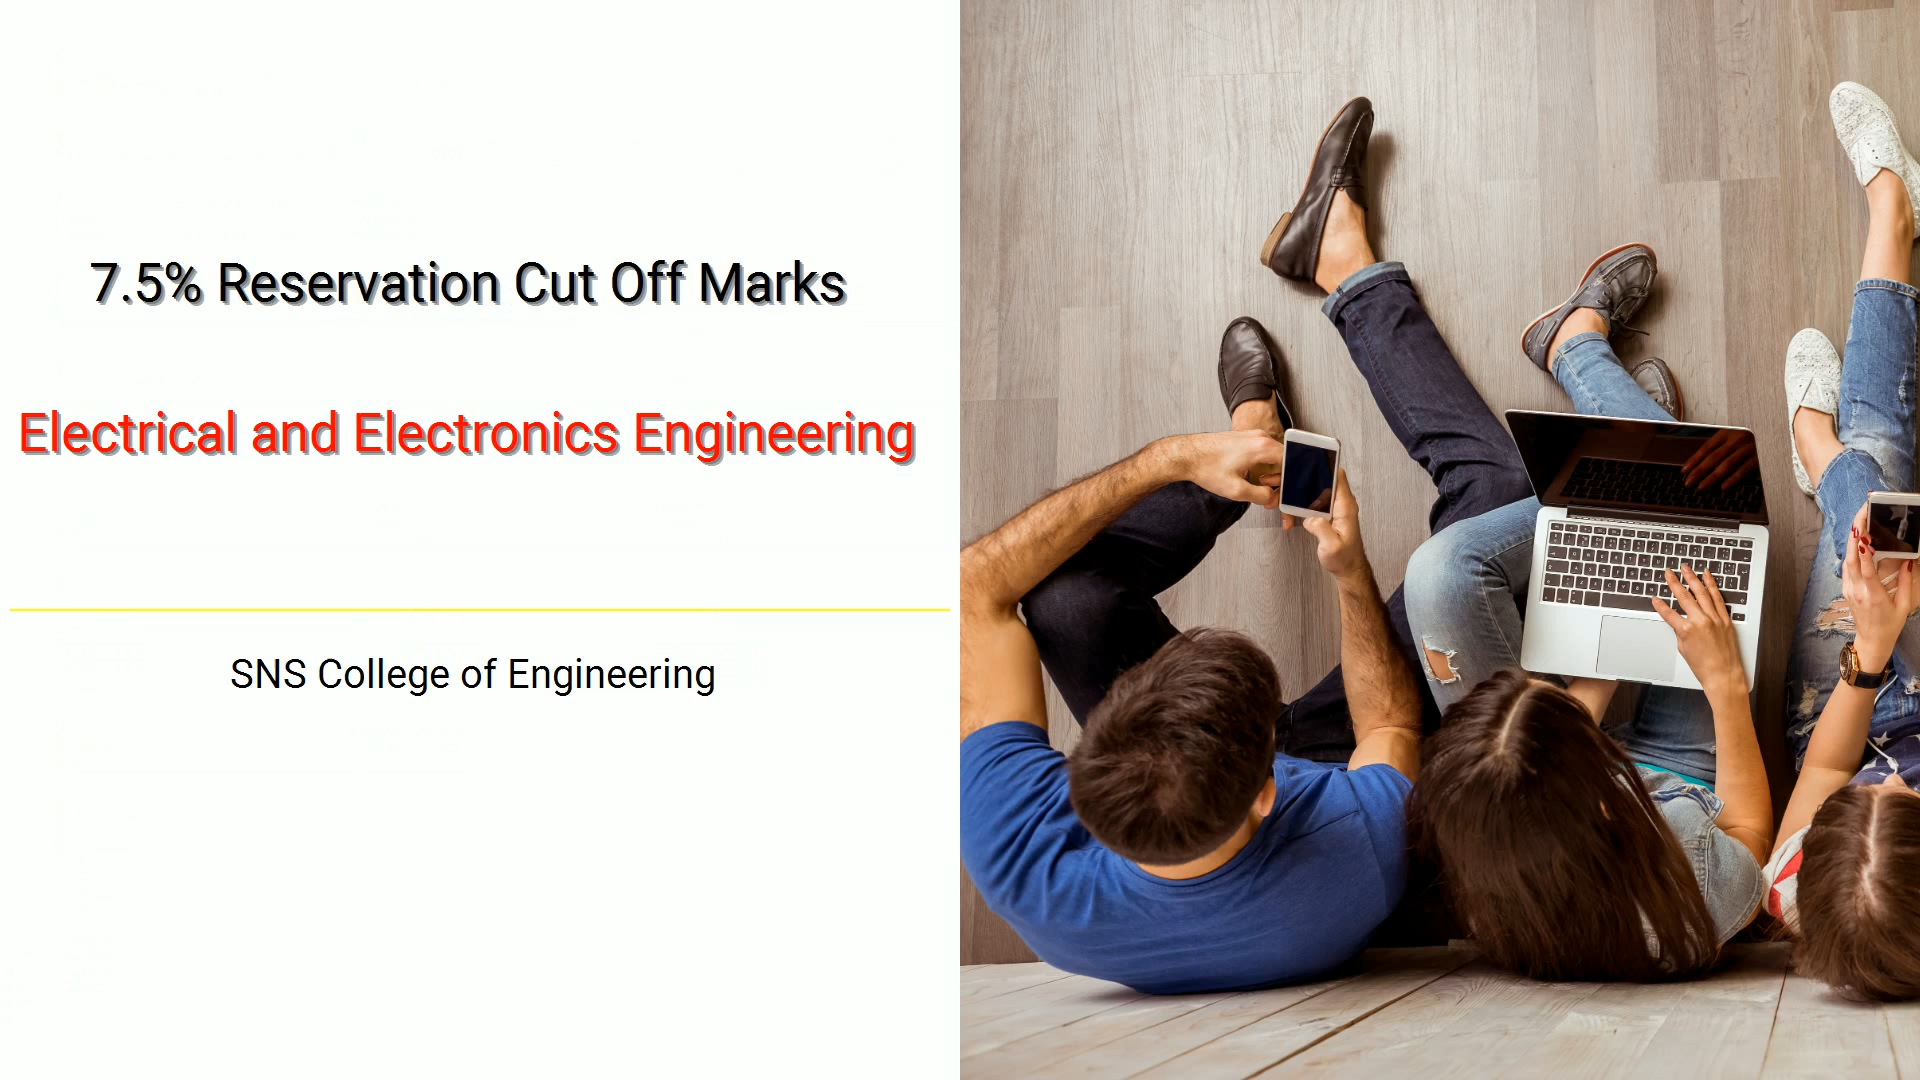 7.5% Reservation Cut Off Marks
Electrical and Electronics Engineering
SNS College of Engineering